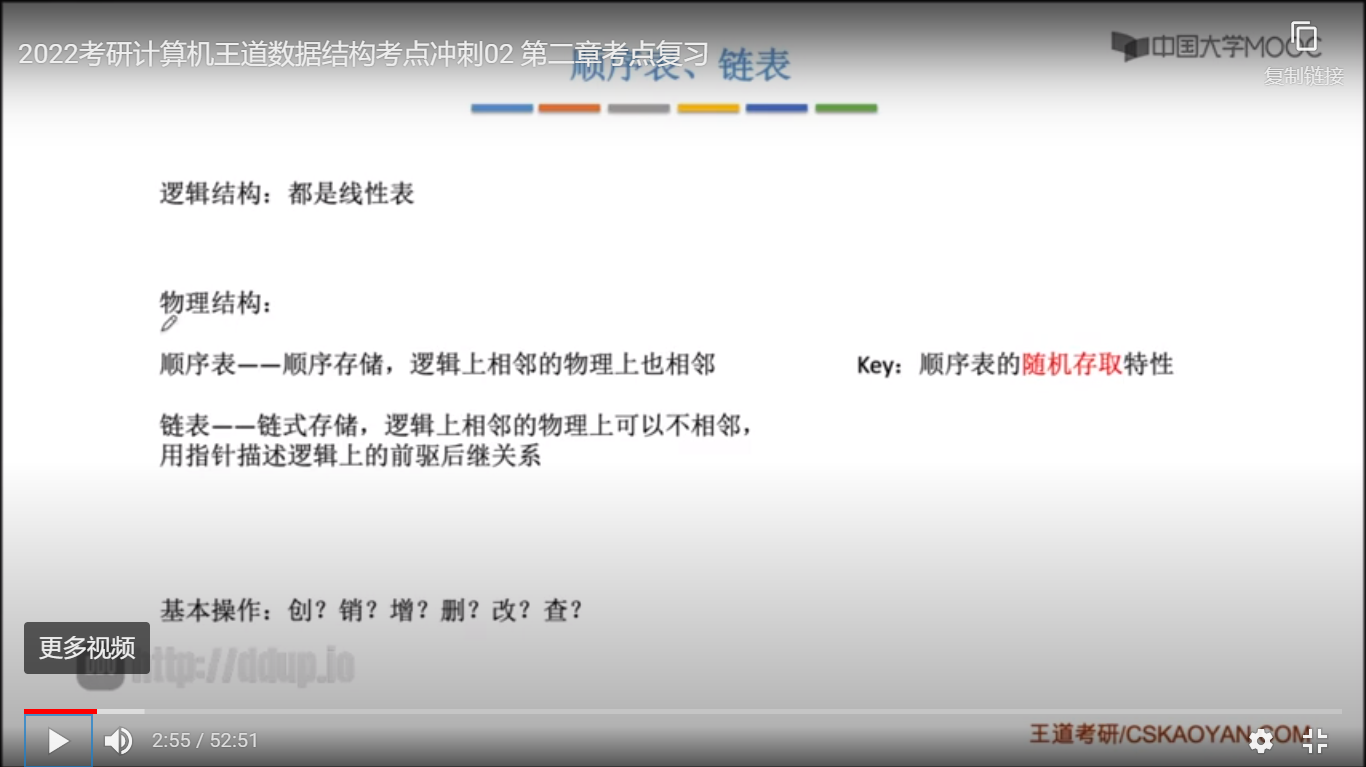 2022考研计算机王道数据结构考点冲刺02 第二章考点复习
顺序表、链表
中国大学MOOC
复制链接
逻辑结构：都是线性表
物理结构：
顺序表——顺序存储，逻辑上相邻的物理上也相邻
Key：顺序表的随机存取特性
链表——链式存储，逻辑上相邻的物理上可以不相邻，
用指针描述逻辑上的前驱后继关系
基本操作：创？销？增？删？改？查？
更多视频
http://ddup.io
2:55 / 52:51
王道考研/CSKAOYAN.COM